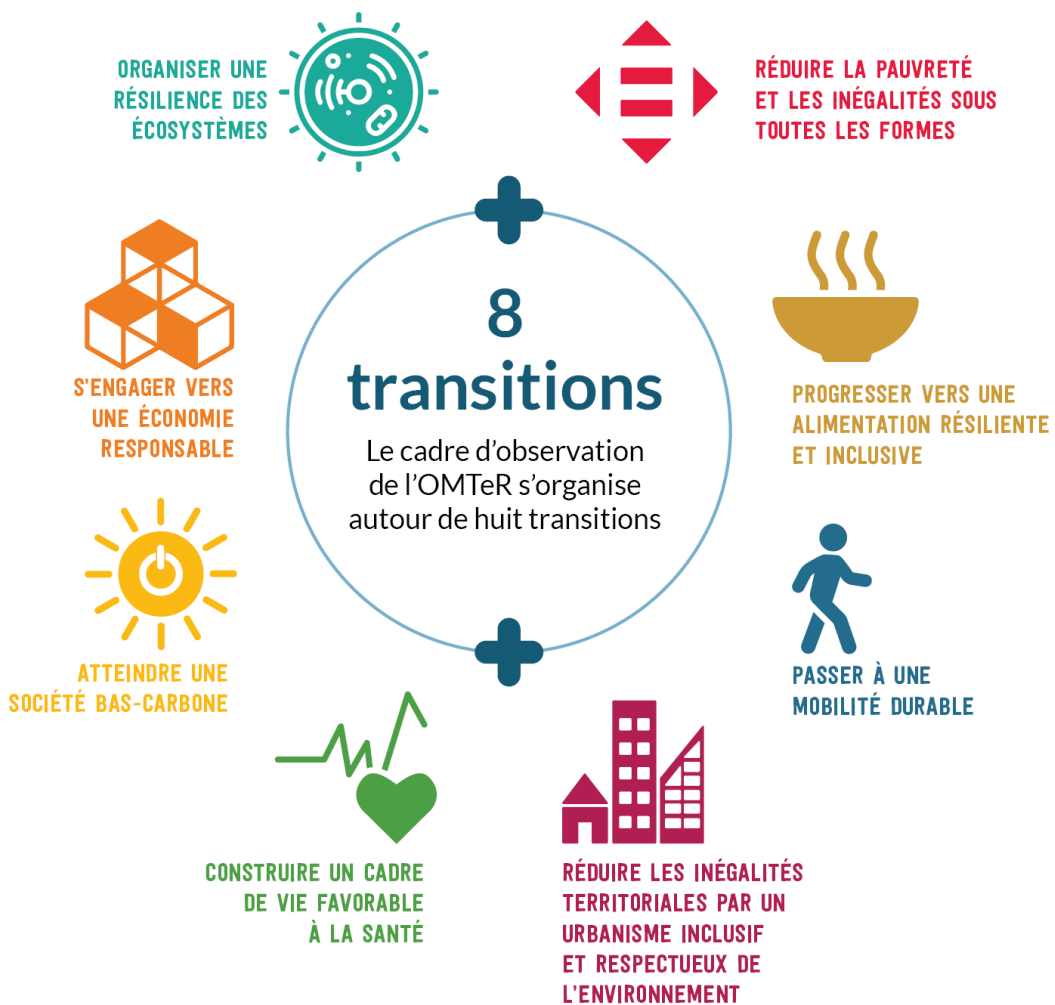 ORGANISER UNE
RÉSILIENCE DES
ÉCOSYSTÈMES
RÉDUIRE LA PAUVRETÉ
ET LES INÉGALITÉS SOUS
TOUTES LES FORMES
S'ENGAGER VERS
UNE ÉCONOMIE
RESPONSABLE
8
transitions
Le cadre d'observation
de l'OMTeR s'organise
autour de huit transitions
PROGRESSER VERS UNE
ALIMENTATION RÉSILIENTE
ET INCLUSIVE
ATTEINDRE UNE
SOCIÉTÉ BAS-CARBONE
PASSER À UNE
MOBILITÉ DURABLE
CONSTRUIRE UN CADRE
DE VIE FAVORABLE
À LA SANTÉ
RÉDUIRE LES INÉGALITÉS
TERRITORIALES PAR UN
URBANISME INCLUSIF
ET RESPECTUEUX DE
L'ENVIRONNEMENT